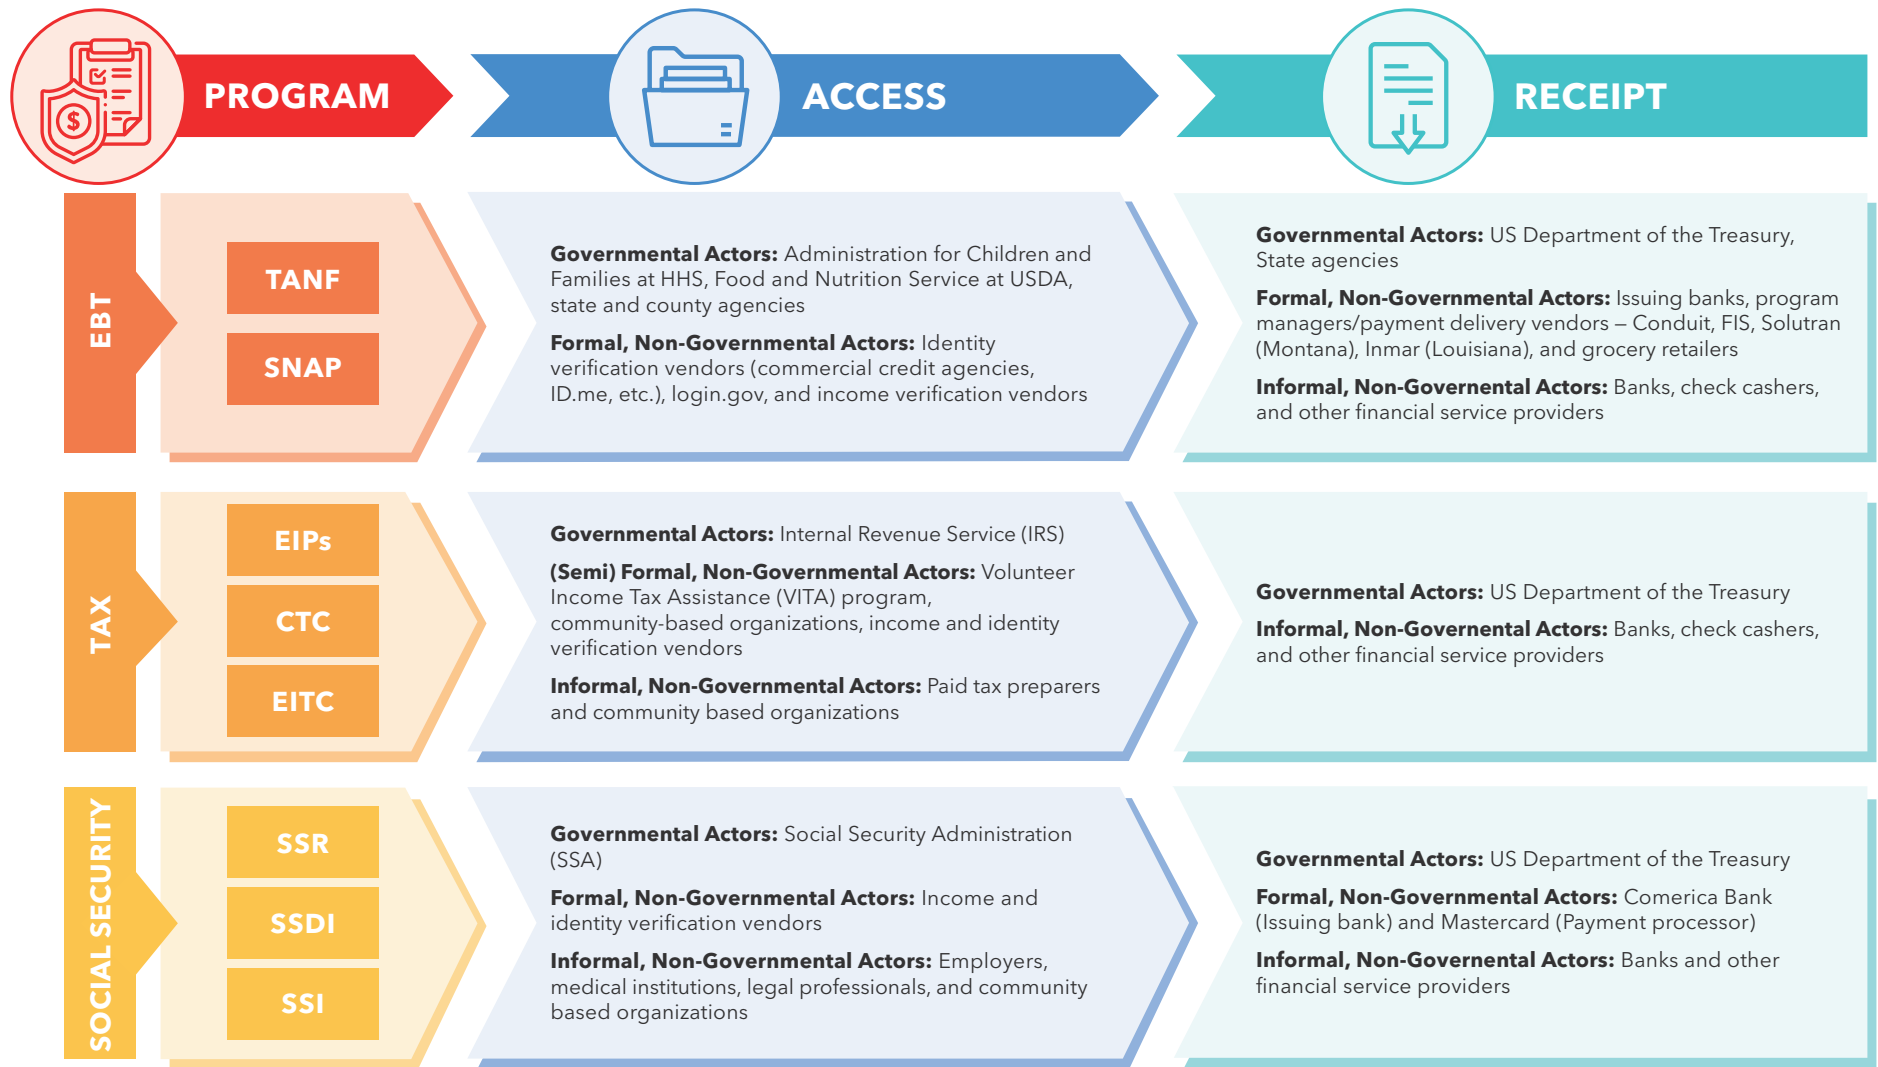 PROGRAM
ACCESS
RECEIPT
EBT
TANF
SNAP
Governmental Actors: Administration for Children and
Families at HHS, Food and Nutrition Service at USDA,
state and county agencies
Formal, Non-Governmental Actors: Identity
verification vendors (commercial credit agencies,
ID.me, etc.), login.gov, and income verification vendors
Governmental Actors: US Department of the Treasury,
State agencies
Formal, Non-Governmental Actors: Issuing banks, program
managers/payment delivery vendors – Conduit, FIS, Solutran
(Montana), Inmar (Louisiana), and grocery retailers
Informal, Non-Governental Actors: Banks, check cashers,
and other financial service providers
TAX
EIPs
CTC
EITC
Governmental Actors: Internal Revenue Service (IRS)
(Semi) Formal, Non-Governmental Actors: Volunteer
Income Tax Assistance (VITA) program,
community-based organizations, income and identity
verification vendors
Informal, Non-Governmental Actors: Paid tax preparers
and community based organizations
Governmental Actors: US Department of the Treasury
Informal, Non-Governental Actors: Banks, check cashers,
and other financial service providers
SOCIAL SECURITY
SSR
SSDI
SSI
Governmental Actors: Social Security Administration
(SSA)
Formal, Non-Governmental Actors: Income and
identity verification vendors
Informal, Non-Governmental Actors: Employers,
medical institutions, legal professionals, and community
based organizations
Governmental Actors: US Department of the Treasury
Formal, Non-Governmental Actors: Comerica Bank
(Issuing bank) and Mastercard (Payment processor)
Informal, Non-Governental Actors: Banks and other
financial service providers